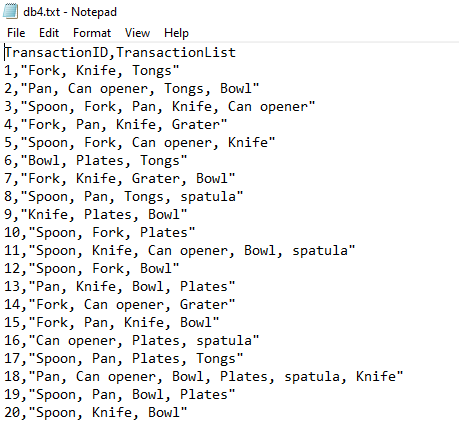 db4.txt - Notepad
File Edit Format View Help
TransactionID,TransactionList
1,"Fork, Knife, Tongs"
2,"Pan, Can opener, Tongs, Bowl"
3,"Spoon, Fork, Pan, Knife, Can opener"
4,"Fork, Pan, Knife, Grater"
5,"Spoon, Fork, Can opener, Knife"
6,"Bowl, Plates, Tongs"
7,"Fork, Knife, Grater, Bowl"
8,"Spoon, Pan, Tongs, spatula"
9,"Knife, Plates, Bowl"
10,"Spoon, Fork, Plates"
11,"Spoon, Knife, Can opener, Bowl, spatula"
12,"Spoon, Fork, Bowl"
13,"Pan, Knife, Bowl, Plates"
14,"Fork, Can opener, Grater"
15,"Fork, Pan, Knife, Bowl"
16,"Can opener, Plates, spatula"
17,"Spoon, Pan, Plates, Tongs"
18,"Pan, Can opener, Bowl, Plates, spatula, Knife"
19,"Spoon, Pan, Bowl, Plates"
20,"Spoon, Knife, Bowl"